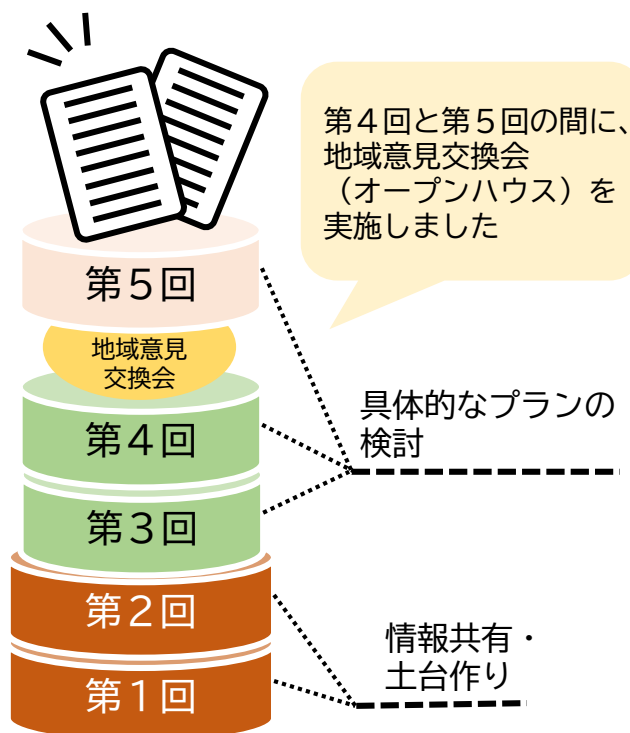 第４回と第５回の間に、
地域意見交換会
（オープンハウス）を
実施しました
第５回
地域意見
交換会
第４回
第３回
具体的なプランの
検討
第２回
第１回
情報共有・
土台作り